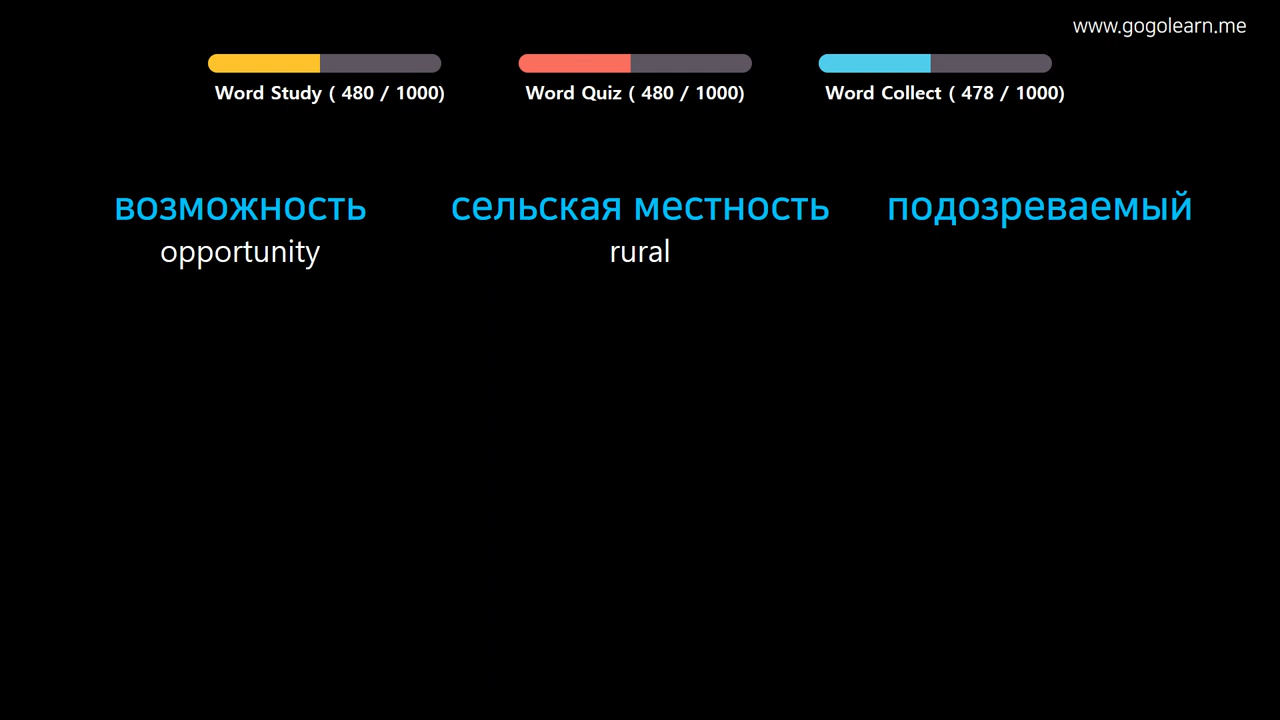 www.gogolearn.me
Word Study ( 480 / 1000)
Word Quiz ( 480 / 1000)
Word Collect ( 478 / 1000)
возможность
opportunity
сельская местность
rural
подозреваемый